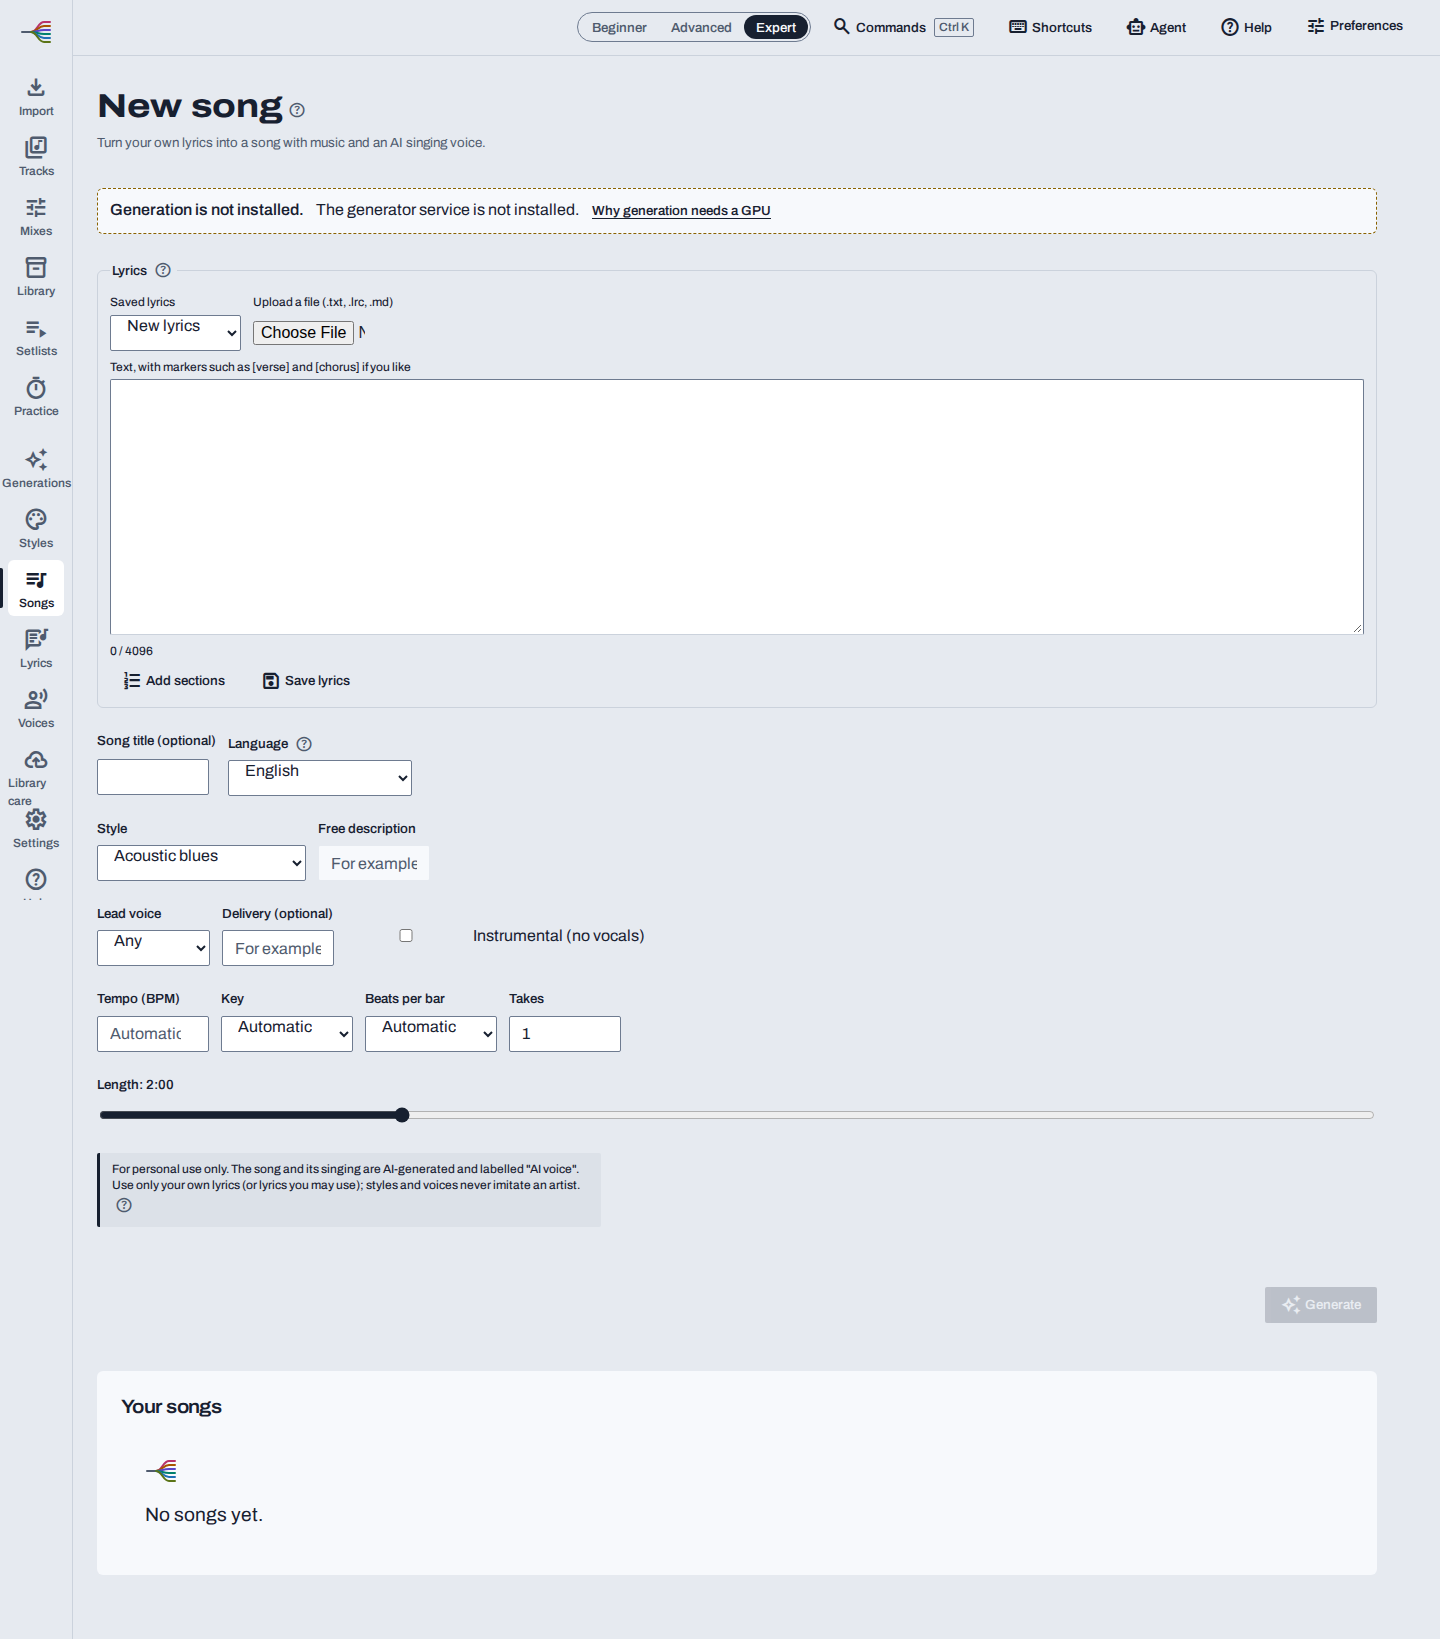 Beginner
Advanced
Expert
Commands
Ctrl K
Shortcuts
Agent
Help
Preferences
Import
Tracks
Mixes
Library
Setlists
Practice
Generations
Styles
Songs
Lyrics
Voices
Library
care
Settings
New song
Turn your own lyrics into a song with music and an AI singing voice.
Generation is not installed. The generator service is not installed. Why generation needs a GPU
Lyrics
Saved lyrics
Upload a file (.txt, .lrc, .md)
New lyrics
Choose File
Text, with markers such as [verse] and [chorus] if you like
0 / 4096
Add sections
Save lyrics
Song title (optional)
Language
English
Style
Free description
Acoustic blues
For example
Lead voice
Delivery (optional)
Any
For example
Instrumental (no vocals)
Tempo (BPM)
Key
Beats per bar
Takes
Automatic
Automatic
Automatic
1
Length: 2:00
For personal use only. The song and its singing are AI-generated and labelled "AI voice".
Use only your own lyrics (or lyrics you may use); styles and voices never imitate an artist.
Generate
Your songs
No songs yet.